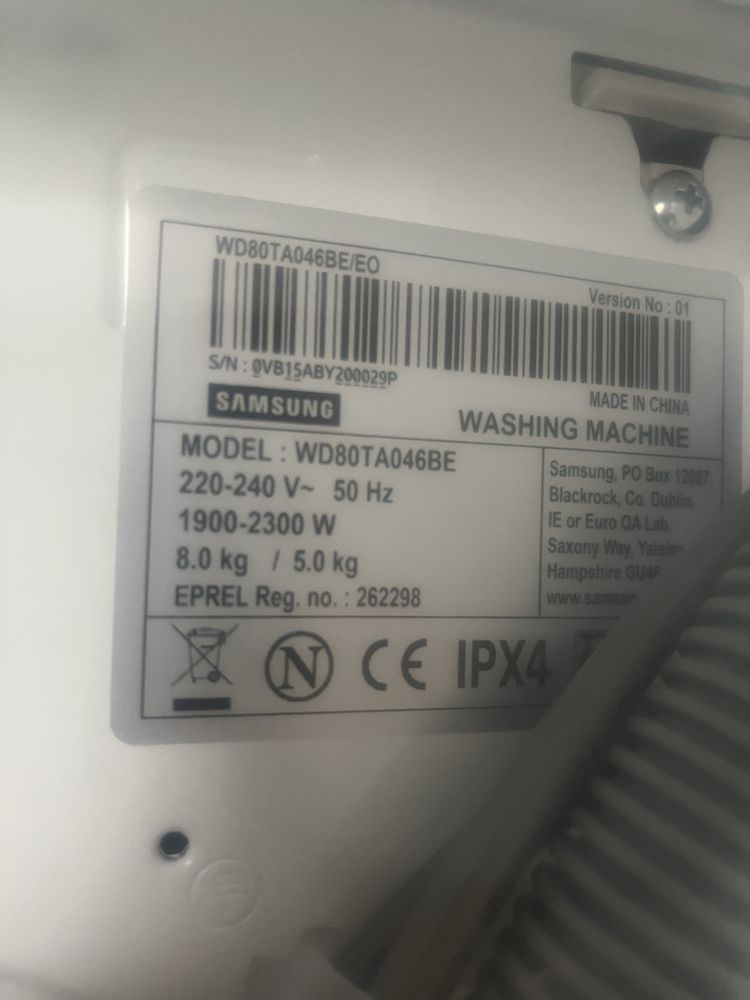 WD80TA046BE/EO
Version No : 01
S/N : 0VB15ABY200029P
MADE IN CHINA
SAMSUNG
WASHING MACHINE
MODEL : WD80TA046BE
220-240 V~ 50 Hz
1900-2300 W
8.0 kg / 5.0 kg
EPREL Reg. no. : 262298
Samsung, PO Box 12987,
Blackrock, Co. Dublin.
IE or Euro QA Lab.
Saxony Way,
Hampshire
N
CE
IPX4